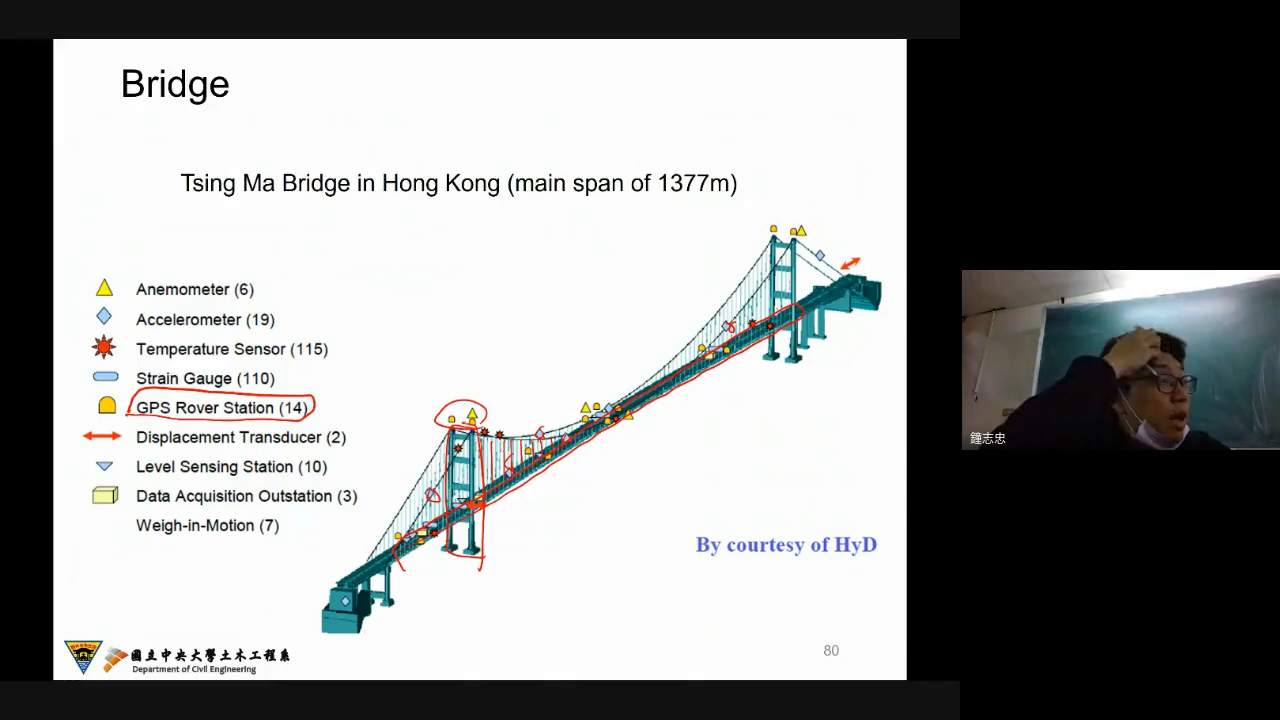 Bridge
Tsing Ma Bridge in Hong Kong (main span of 1377m)
Anemometer (6)
Accelerometer (19)
Temperature Sensor (115)
Strain Gauge (110)
GPS Rover Station (14)
Displacement Transducer (2)
Level Sensing Station (10)
Data Acquisition Outstation (3)
Weigh-in-Motion (7)
By courtesy of HyD
國立中央大學土木工程系
Department of Civil Engineering
80
鐘志忠